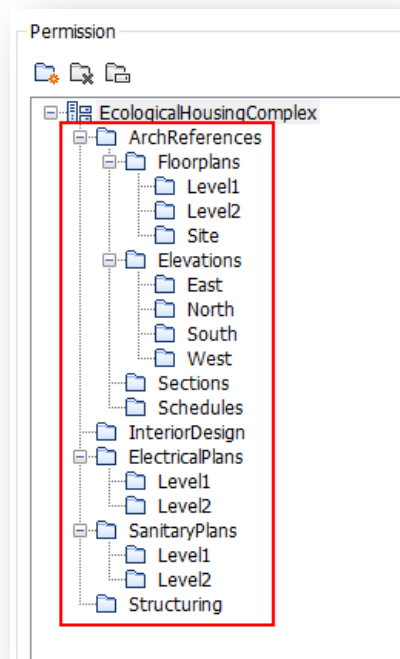 Permission
EcologicalHousingComplex
ArchReferences
Floorplans
Level1
Level2
Site
Elevations
East
North
South
West
Sections
Schedules
InteriorDesign
ElectricalPlans
Level1
Level2
SanitaryPlans
Level1
Level2
Structuring